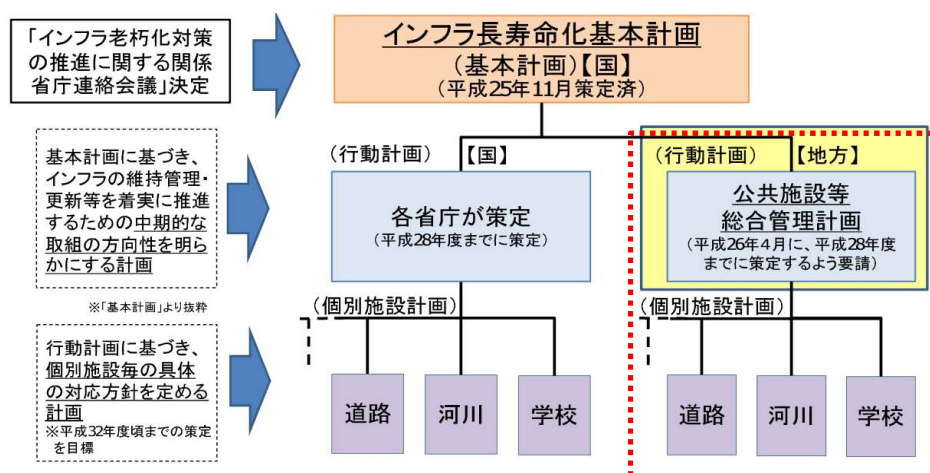 「インフラ老朽化対策
の推進に関する関係
省庁連絡会議」決定
インフラ長寿命化基本計画
(基本計画)【国】
(平成25年11月策定済)
基本計画に基づき、
インフラの維持管理・
更新等を着実に推進
するための中期的な
取組の方向性を明ら
かにする計画
※「基本計画」より抜粋
(行動計画) 【国】
各省庁が策定
(平成28年度までに策定)
(行動計画) 【地方】
公共施設等
総合管理計画
(平成26年4月に、平成28年度
までに策定するよう要請)
行動計画に基づき、
個別施設毎の具体
の対応方針を定める
計画
※平成32年度頃までの策定
を目標
(個別施設計画)
道路
河川
学校
(個別施設計画)
道路
河川
学校